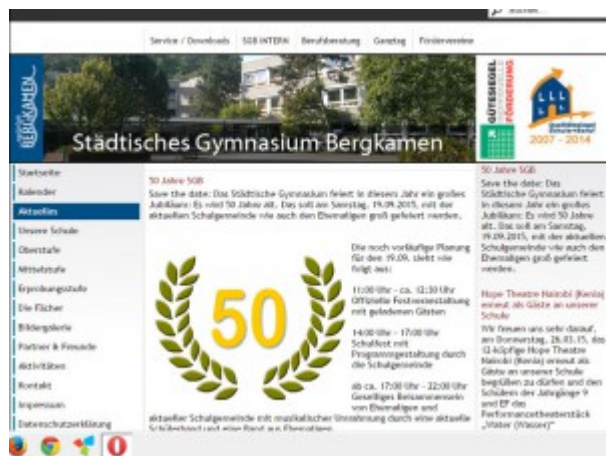 Suchen...
Service / Downloads
SGB INTERN
Berufsberatung
Ganztag
Fördervereine
BERGKAMEN
GÜTESIEGEL
FÖRDERUNG
2007 - 2014
Städtisches Gymnasium Bergkamen
Startseite
Kalender
Aktuelles
Unsere Schule
Oberstufe
Mittelstufe
Erprobungsstufe
Die Fächer
Bildergalerie
Partner & Freunde
Aktivitäten
Kontakt
Impressum
Datenschutzerklärung
50 Jahre SGB
Save the date: Das Städtische Gymnasium feiert in diesem Jahr ein großes
Jubiläum: Es wird 50 Jahre alt. Das soll am Samstag, 19.09.2015, mit der
aktuellen Schulgemeinde wie auch den Ehemaligen groß gefeiert werden.
50
Die noch vorläufige Planung
für den 19.09. sieht wie
folgt aus:
11:00 Uhr - ca. 12:30 Uhr
Offizielle Festveranstaltung
mit geladenen Gästen
14:00 Uhr - 17:00 Uhr
Schulfest mit
Programmgestaltung durch
die Schulgemeinde
ab ca. 17:00 Uhr - 22:00 Uhr
Geselliges Beisammensein
von Ehemaligen und
aktueller Schulgemeinde mit musikalischer Umrahmung durch eine aktuelle
Schülerband und eine Band aus Ehemaligen
50 Jahre SGB
Save the date: Das
Städtische Gymnasium feiert
in diesem Jahr ein großes
Jubiläum: Es wird 50 Jahre
alt. Das soll am Samstag,
19.09.2015, mit der aktuellen
Schulgemeinde wie auch den
Ehemaligen groß gefeiert
werden.
Hope Theatre Nairobi (Kenia)
erneut als Gäste an unserer
Schule
Wir freuen uns sehr darauf,
am Donnerstag, 26.03.15, das
12-köpfige Hope Theatre
Nairobi (Kenia) erneut als
Gäste an unserer Schule
begrüßen zu dürfen und den
Schülern der Jahrgänge 9
und EF das
Performancetheaterstück
„Water (Wasser)"